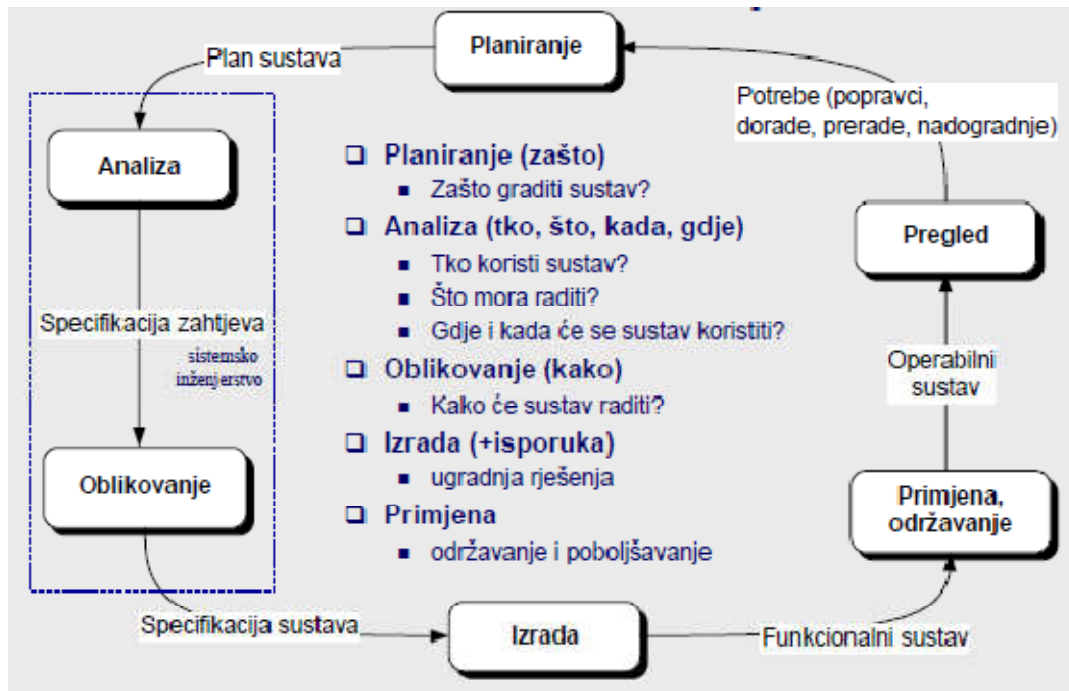 Planiranje
Plan sustava
Potrebe (popravci,
dorade, prerade, nadogradnje)
Analiza
Planiranje (zašto)
Zašto graditi sustav?
Analiza (tko, što, kada, gdje)
Tko koristi sustav?
Što mora raditi?
Gdje i kada će se sustav koristiti?
Oblikovanje (kako)
Kako će sustav raditi?
Izrada (+isporuka)
ugradnja rješenja
Primjena
održavanje i poboljšavanje
Pregled
Specifikacija zahtjeva
sistemsko
inženjerstvo
Operabilni
sustav
Oblikovanje
Primjena,
održavanje
Specifikacija sustava
Izrada
Funkcionalni sustav